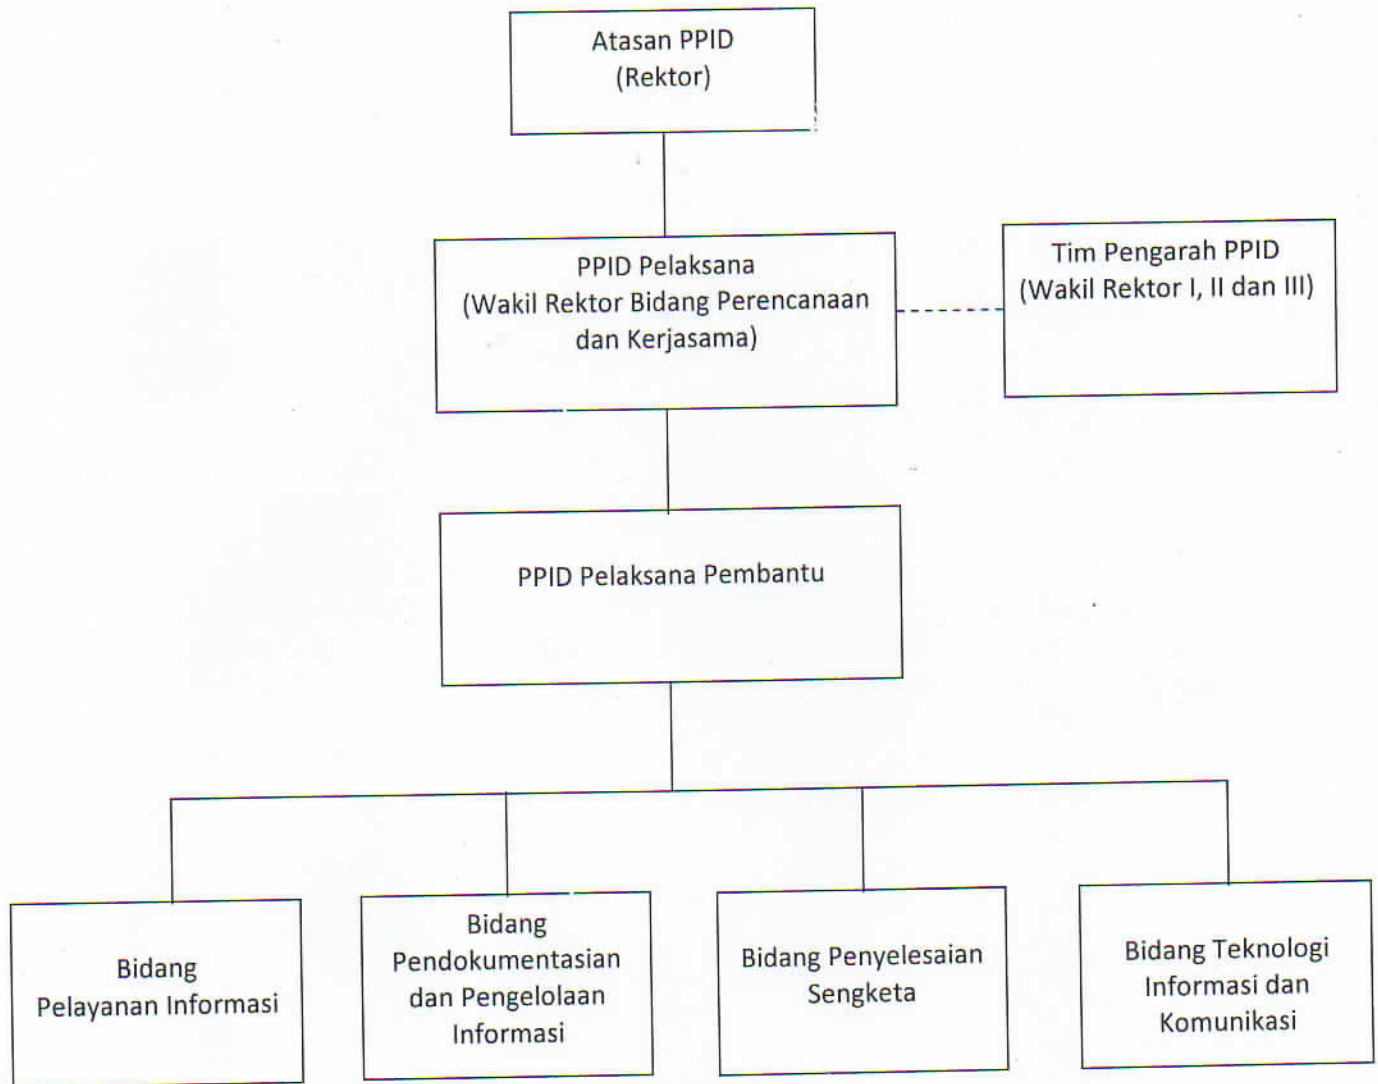 Atasan PPID
(Rektor)
PPID Pelaksana
(Wakil Rektor Bidang Perencanaan
dan Kerjasama)
Tim Pengarah PPID
(Wakil Rektor I, II dan III)
PPID Pelaksana Pembantu
Bidang
Pelayanan Informasi
Bidang
Pendokumentasian
dan Pengelolaan
Informasi
Bidang Penyelesaian
Sengketa
Bidang Teknologi
Informasi dan
Komunikasi